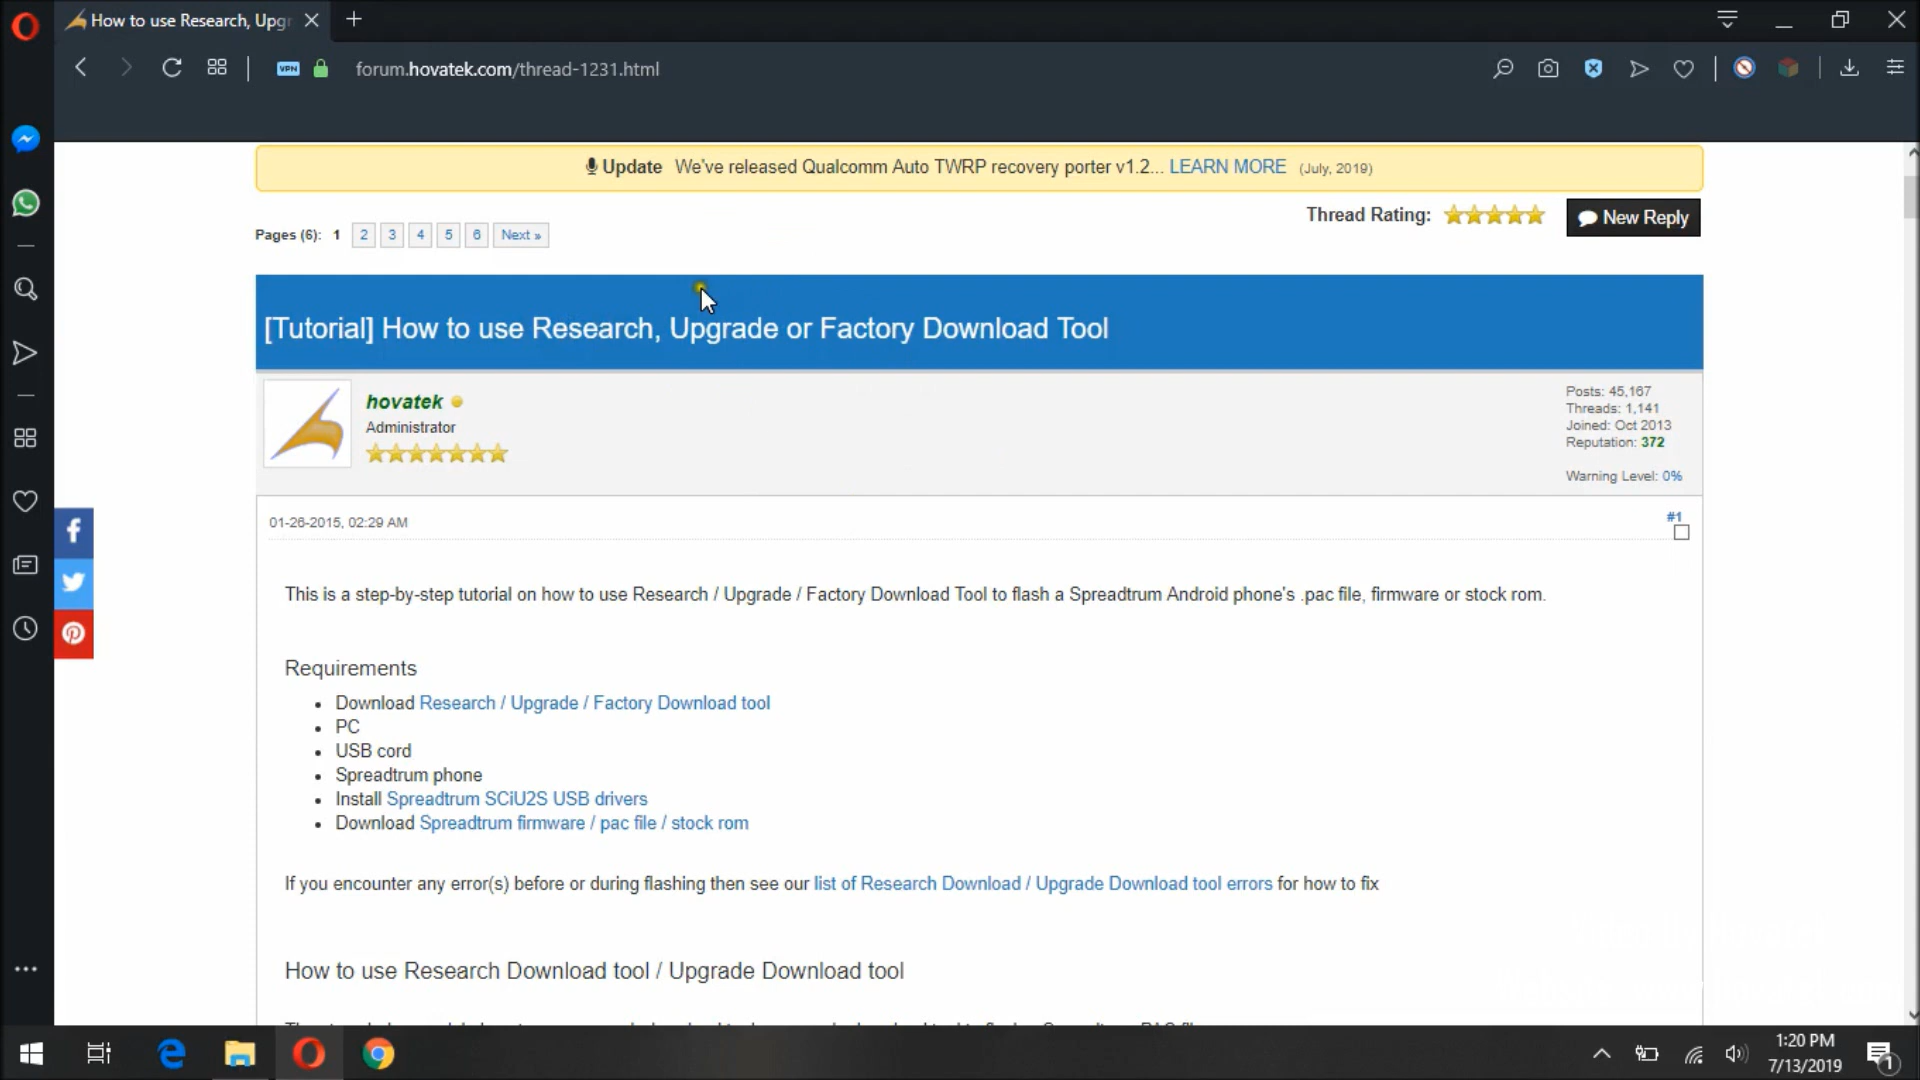 How to use Research, Upgr
VPN
forum.hovatek.com/thread-1231.html
Update We've released Qualcomm Auto TWRP recovery porter v1.2... LEARN MORE (July, 2019)
Thread Rating:
New Reply
Pages (6): 1 2 3 4 5 6 Next »
[Tutorial] How to use Research, Upgrade or Factory Download Tool
hovatek
Administrator
Posts: 45,167
Threads: 1,141
Joined: Oct 2013
Reputation: 372
Warning Level: 0%
01-26-2015, 02:29 AM
#1
This is a step-by-step tutorial on how to use Research / Upgrade / Factory Download Tool to flash a Spreadtrum Android phone's .pac file, firmware or stock rom.
Requirements
• Download Research / Upgrade / Factory Download tool
• PC
• USB cord
• Spreadtrum phone
• Install Spreadtrum SCiU2S USB drivers
• Download Spreadtrum firmware / pac file / stock rom
If you encounter any error(s) before or during flashing then see our list of Research Download / Upgrade Download tool errors for how to fix
How to use Research Download tool / Upgrade Download tool
1:20 PM
7/13/2019
1